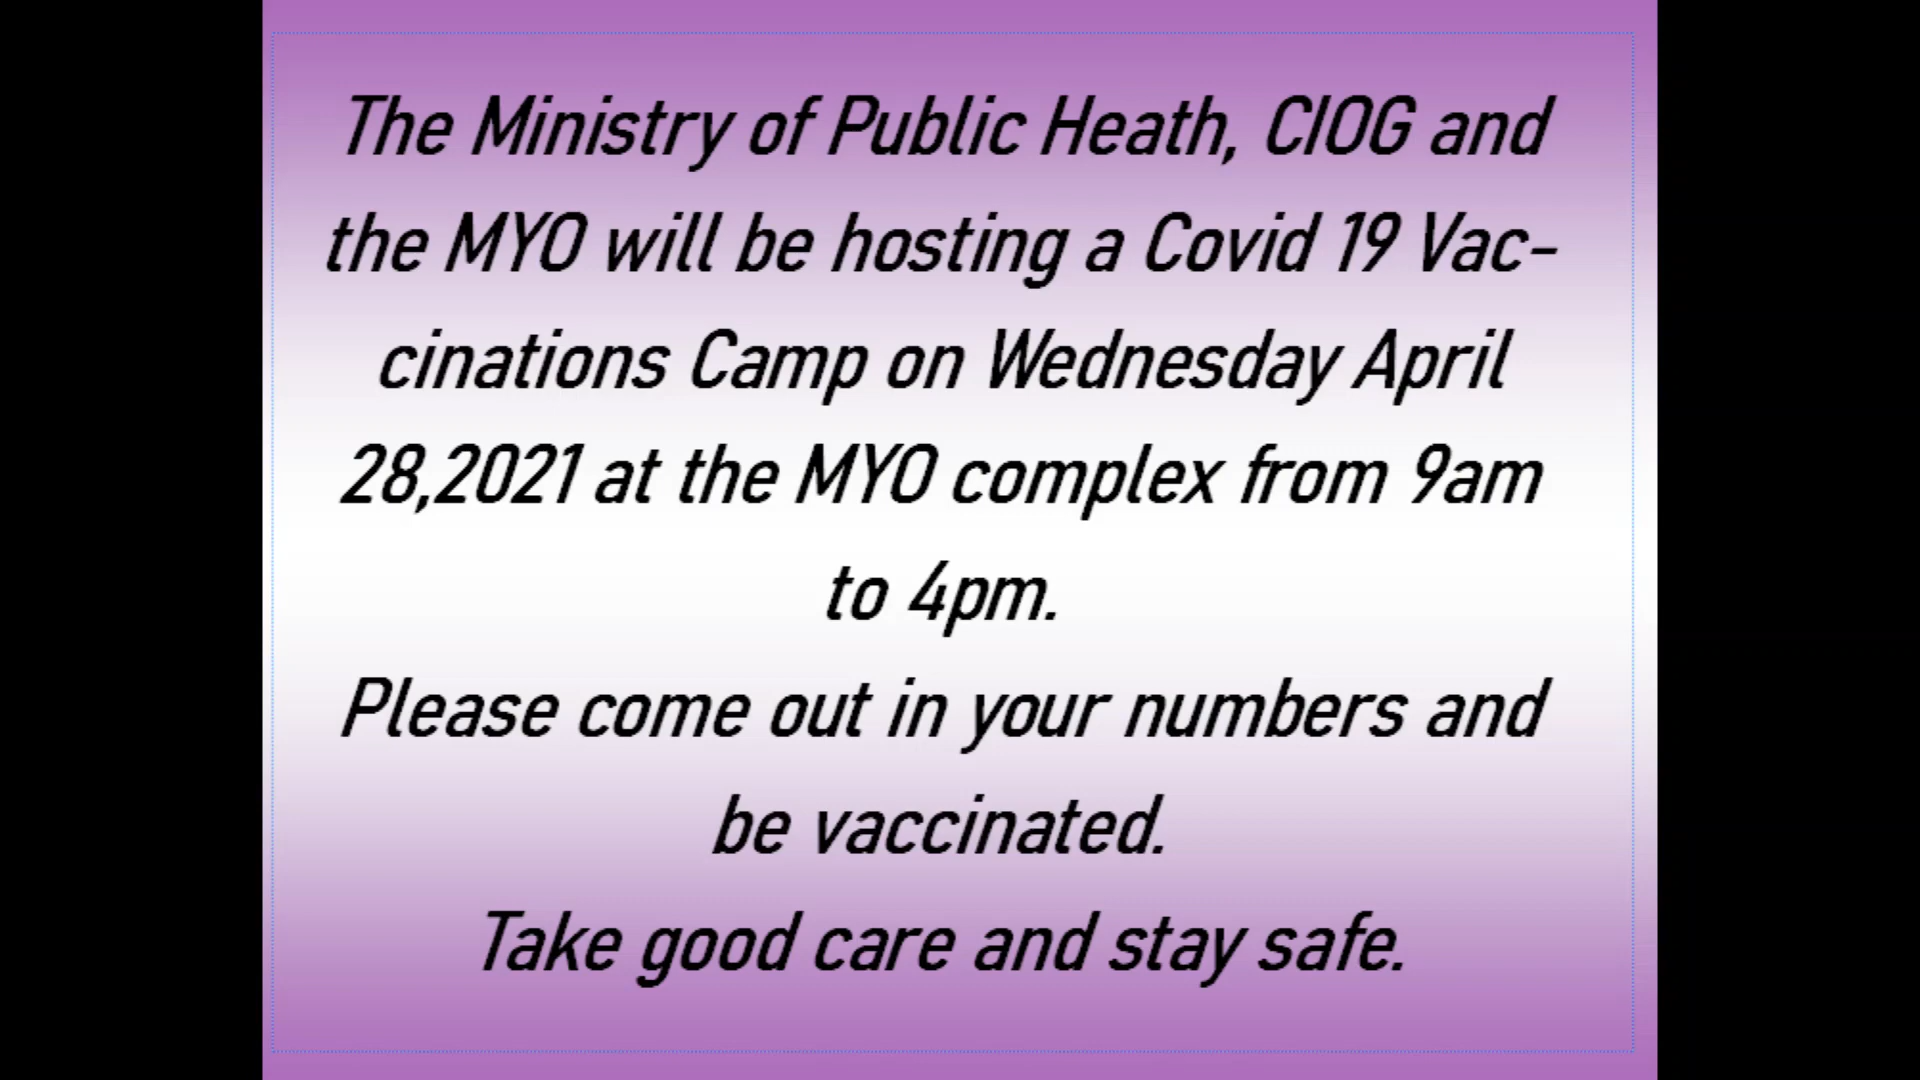 The Ministry of Public Heath, CIOG and
the MYO will be hosting a Covid 19 Vac-
cinations Camp on Wednesday April
28,2021 at the MYO complex from 9am
to 4pm.
Please come out in your numbers and
be vaccinated.
Take good care and stay safe.